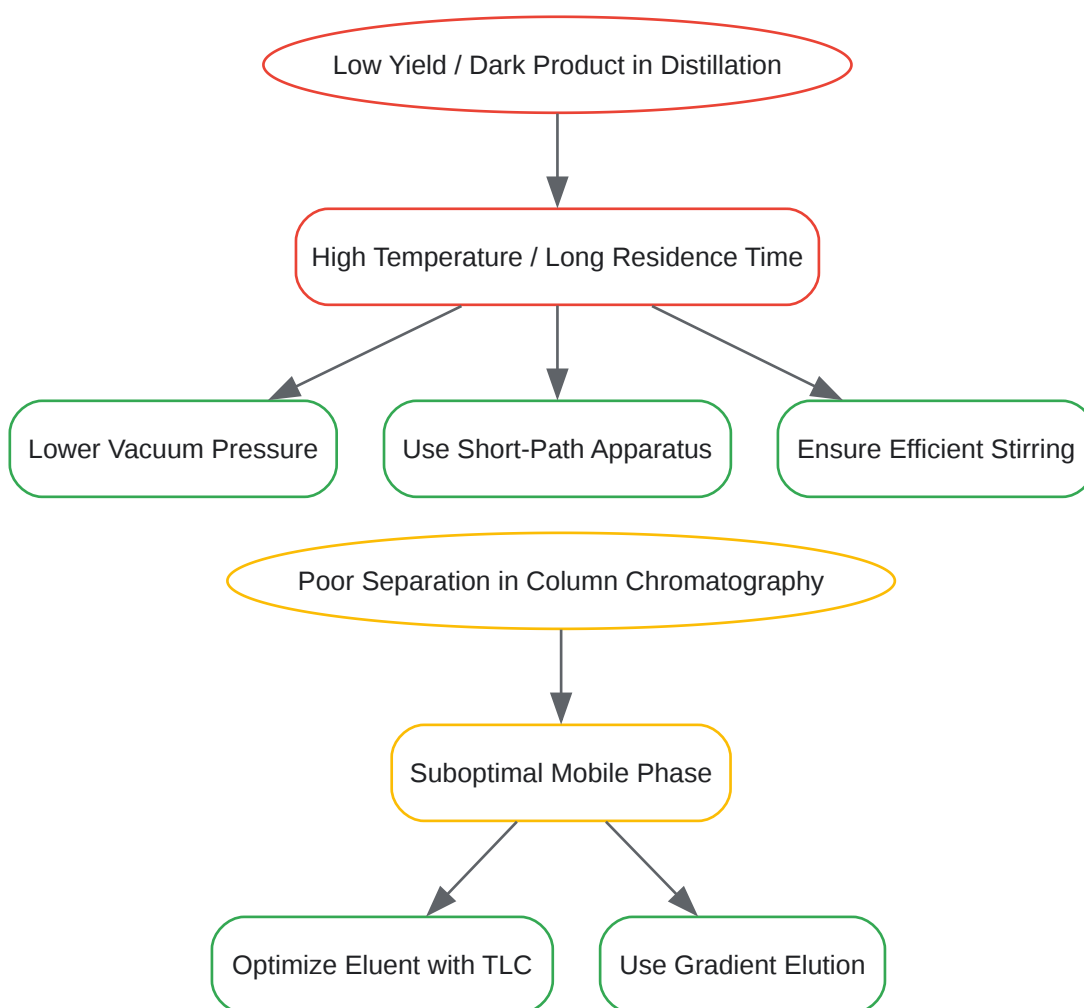 Low Yield / Dark Product in Distillation
High Temperature / Long Residence Time
Lower Vacuum Pressure
Use Short-Path Apparatus
Ensure Efficient Stirring
Poor Separation in Column Chromatography
Suboptimal Mobile Phase
Optimize Eluent with TLC
Use Gradient Elution